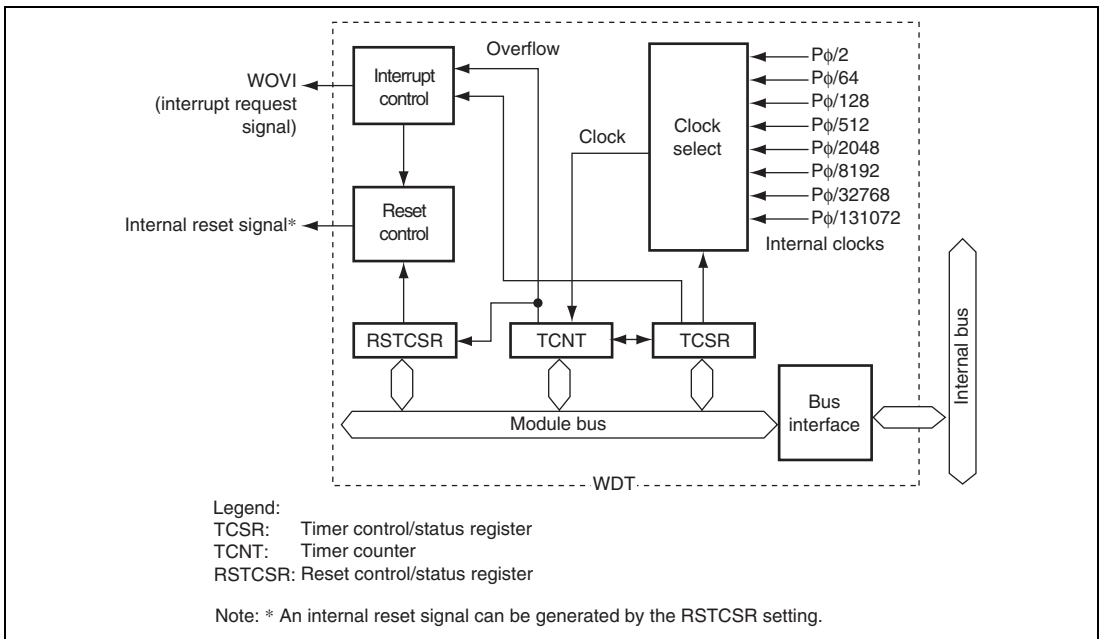 Overflow
WOVI
(interrupt request
signal)
Interrupt
control
Clock
Clock
select
Pϕ/2
Pϕ/64
Pϕ/128
Pϕ/512
Pϕ/2048
Pϕ/8192
Pϕ/32768
Pϕ/131072
Internal clocks
Internal reset signal*
Reset
control
RSTCSR
TCNT
TCSR
Module bus
Bus
interface
Internal bus
WDT
Legend:
TCSR: Timer control/status register
TCNT: Timer counter
RSTCSR: Reset control/status register
Note: * An internal reset signal can be generated by the RSTCSR setting.